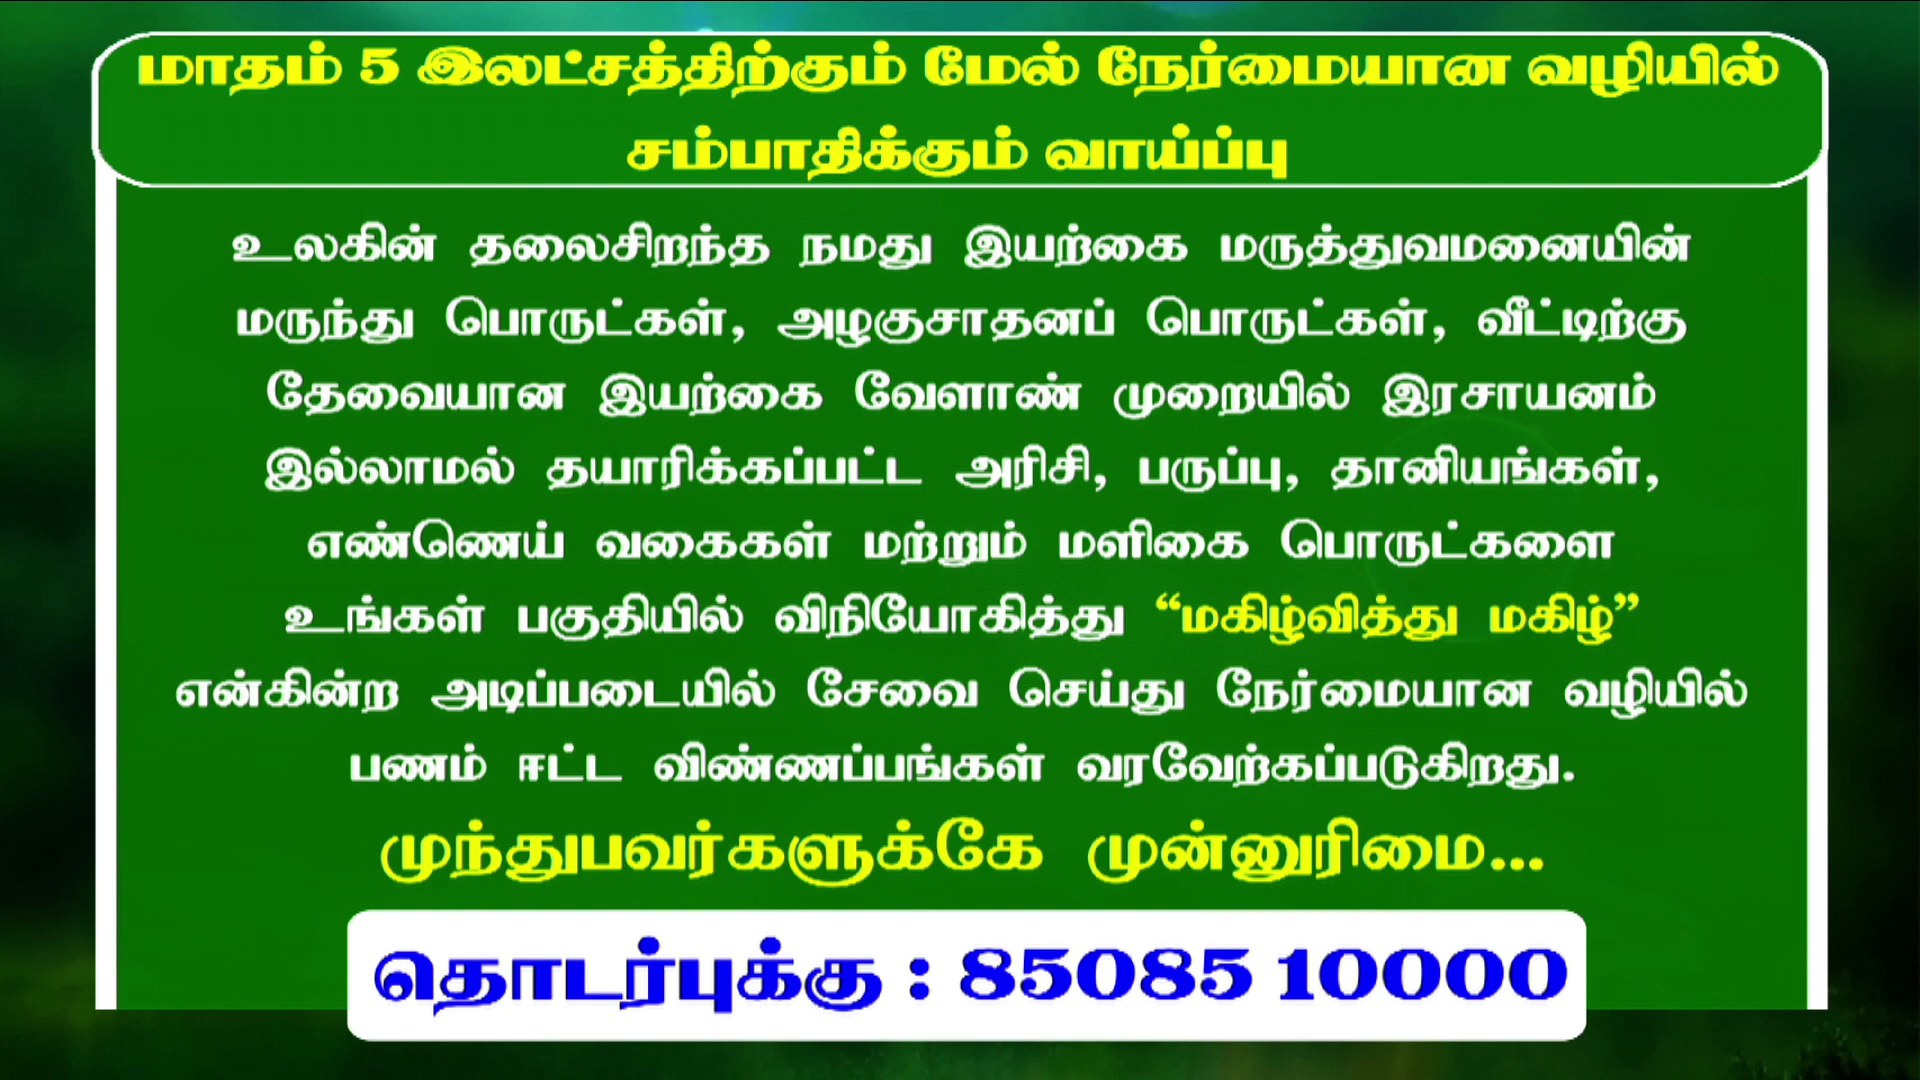 மாதம் 5 இலட்சத்திற்கும் மேல் நேர்மையான வழியில்
சம்பாதிக்கும் வாய்ப்பு
உலகின் தலைசிறந்த நமது இயற்கை மருத்துவமனையின்
மருந்து பொருட்கள், அழகுசாதனப் பொருட்கள், வீட்டிற்கு
தேவையான இயற்கை வேளாண் முறையில் இரசாயனம்
இல்லாமல் தயாரிக்கப்பட்ட அரிசி, பருப்பு, தானியங்கள்,
எண்ணெய் வகைகள் மற்றும் மளிகை பொருட்களை
உங்கள் பகுதியில் விநியோகித்து “மகிழ்வித்து மகிழ்”
என்கின்ற அடிப்படையில் சேவை செய்து நேர்மையான வழியில்
பணம் ஈட்ட விண்ணப்பங்கள் வரவேற்கப்படுகிறது.
முந்துபவர்களுக்கே முன்னுரிமை...
தொடர்புக்கு : 85085 10000